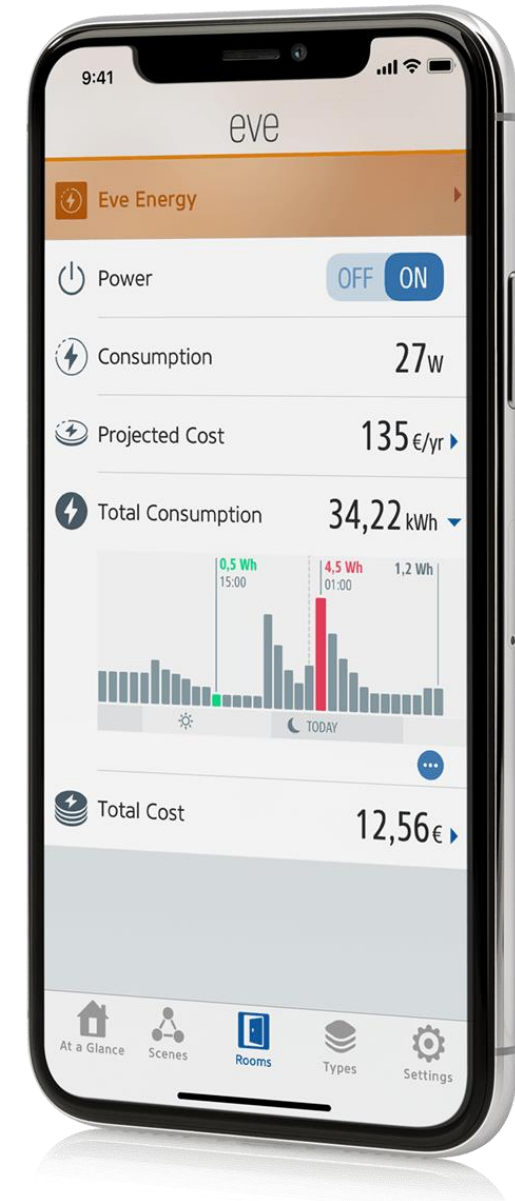 9:41
eve
Eve Energy
Power OFF ON
Consumption 27W
Projected Cost 135 €/yr
Total Consumption 34,22 kWh
0,5 Wh 4,5 Wh 1,2 Wh
15:00 01:00
TODAY
Total Cost 12,56 €
At a Glance Scenes Rooms Types Settings